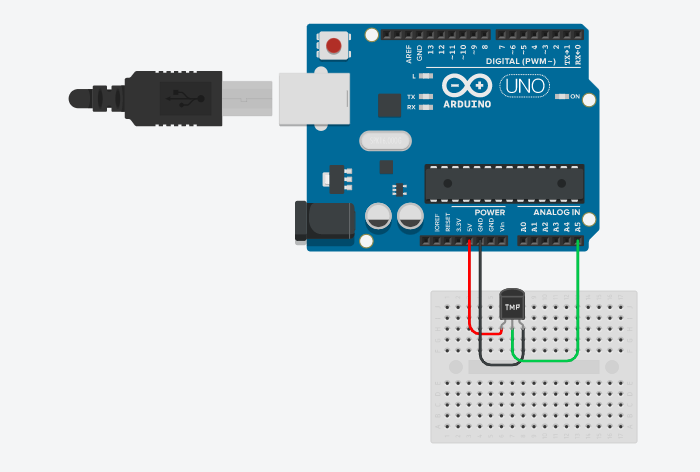 AREF
GND
13
12
~11
~10
~9
8
7
~6
~5
4
~3
2
TX→1
RX←0
DIGITAL (PWM~)
L
TX
RX
ARDUINO
UNO
ON
POWER
ANALOG IN
IOREF
RESET
3.3V
5V
GND
GND
Vin
A0
A1
A2
A3
A4
A5
TMP